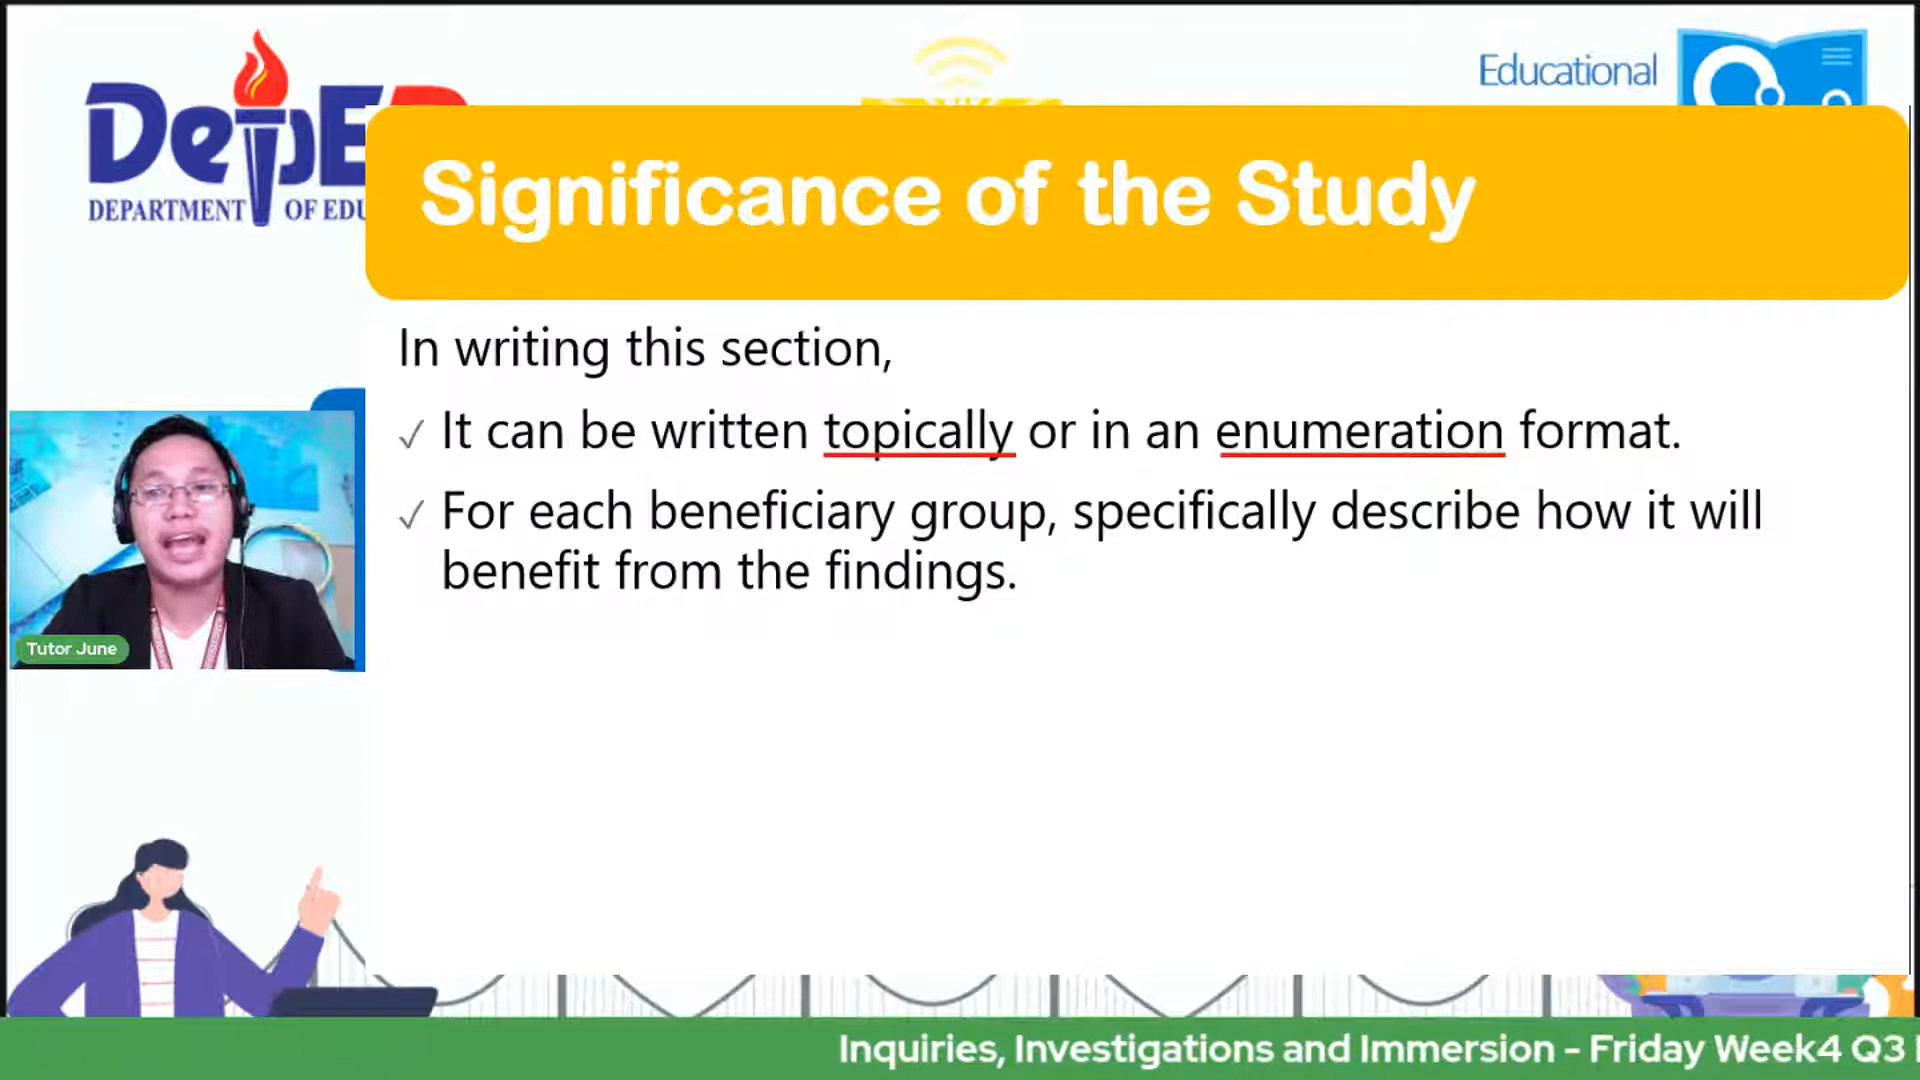 DepED
DEPARTMENT OF EDU
Educational
Significance of the Study
In writing this section,
✓ It can be written topically or in an enumeration format.
✓ For each beneficiary group, specifically describe how it will
benefit from the findings.
Tutor June
Inquiries, Investigations and Immersion - Friday Week4 Q3